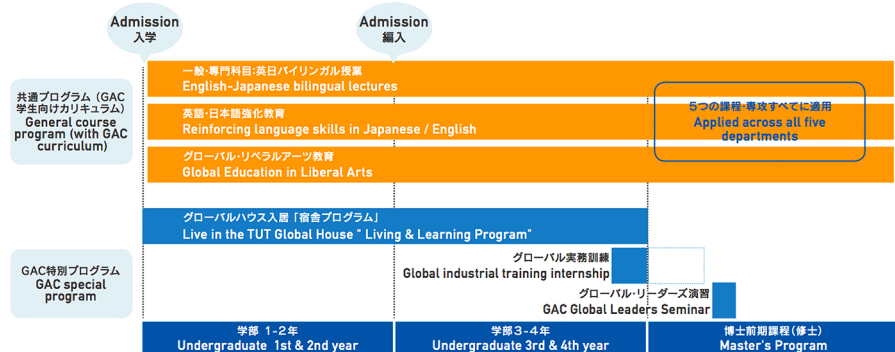 Admission
入学
Admission
編入
共通プログラム(GAC
学生向けカリキュラム)
General course
program (with GAC
curriculum)
一般・専門科目:英日バイリンガル授業
English-Japanese bilingual lectures
英語・日本語強化教育
Reinforcing language skills in Japanese / English
グローバル・リベラルアーツ教育
Global Education in Liberal Arts
5つの課程・専攻すべてに適用
Applied across all five
departments
GAC特別プログラム
GAC special
program
グローバルハウス入居「宿舎プログラム」
Live in the TUT Global House " Living & Learning Program"
グローバル実務訓練
Global industrial training internship
グローバル・リーダーズ演習
GAC Global Leaders Seminar
学部 1-2年
Undergraduate 1st & 2nd year
学部3-4年
Undergraduate 3rd & 4th year
博士前期課程(修士)
Master's Program